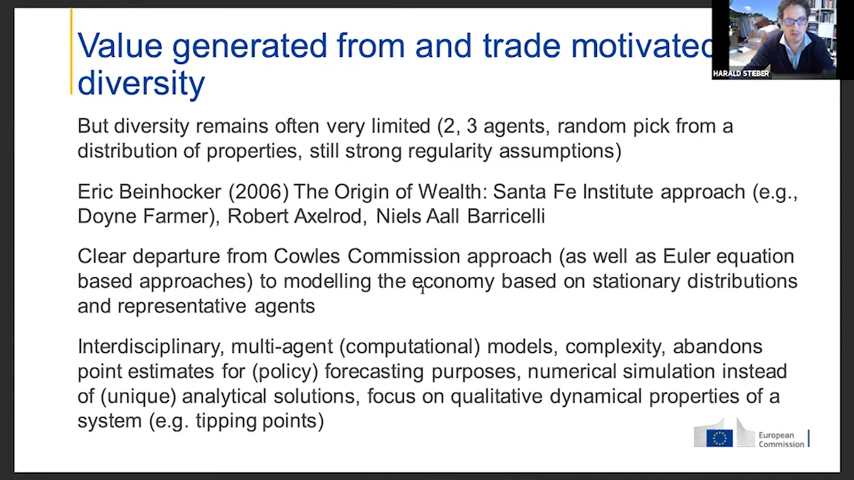 Value generated from and trade motivated
diversity
HARALD STIEBER
But diversity remains often very limited (2, 3 agents, random pick from a
distribution of properties, still strong regularity assumptions)
Eric Beinhocker (2006) The Origin of Wealth: Santa Fe Institute approach (e.g.,
Doyne Farmer), Robert Axelrod, Niels Aall Barricelli
Clear departure from Cowles Commission approach (as well as Euler equation
based approaches) to modelling the economy based on stationary distributions
and representative agents
Interdisciplinary, multi-agent (computational) models, complexity, abandons
point estimates for (policy) forecasting purposes, numerical simulation instead
of (unique) analytical solutions, focus on qualitative dynamical properties of a
system (e.g. tipping points)
European
Commission